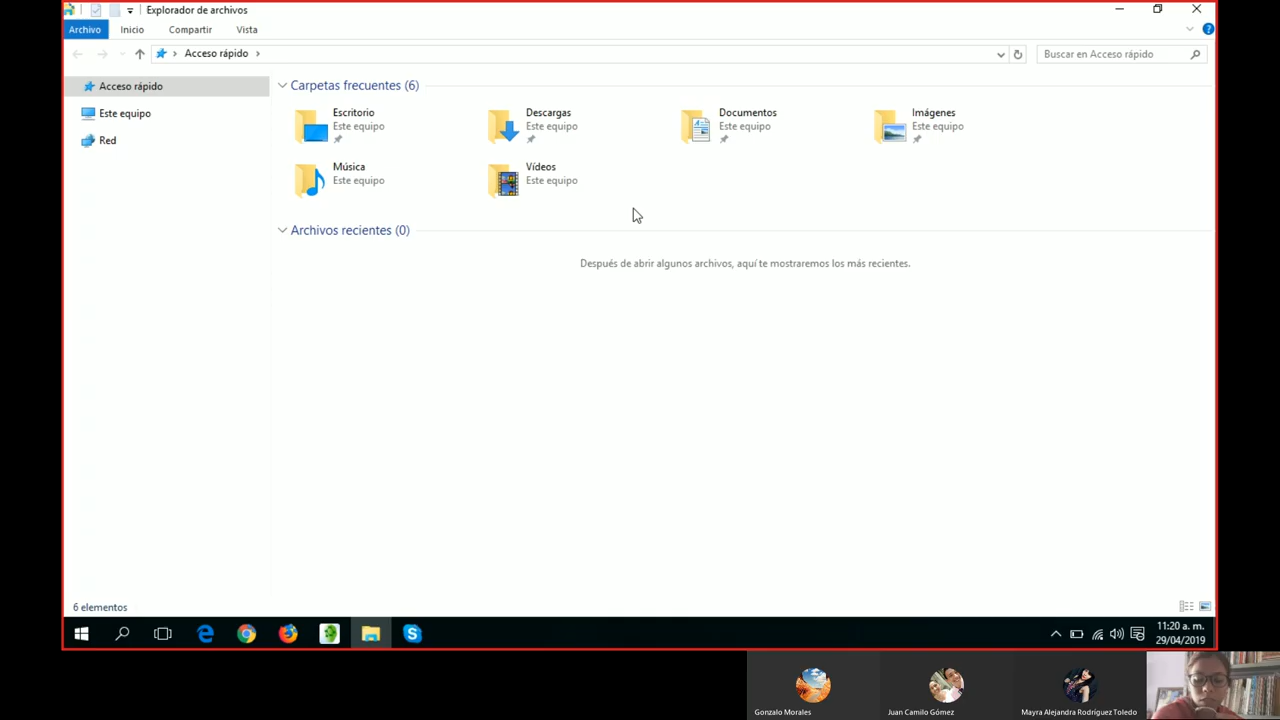 Explorador de archivos
Archivo Inicio Compartir Vista
Acceso rápido
Buscar en Acceso rápido
Acceso rápido
Este equipo
Red
Carpetas frecuentes (6)
Escritorio
Este equipo
Descargas
Este equipo
Documentos
Este equipo
Imágenes
Este equipo
Música
Este equipo
Vídeos
Este equipo
Archivos recientes (0)
Después de abrir algunos archivos, aquí te mostraremos los más recientes.
6 elementos
11:20 a. m.
29/04/2019
Gonzalo Morales
Juan Camilo Gómez
Mayra Alejandra Rodríguez Toledo